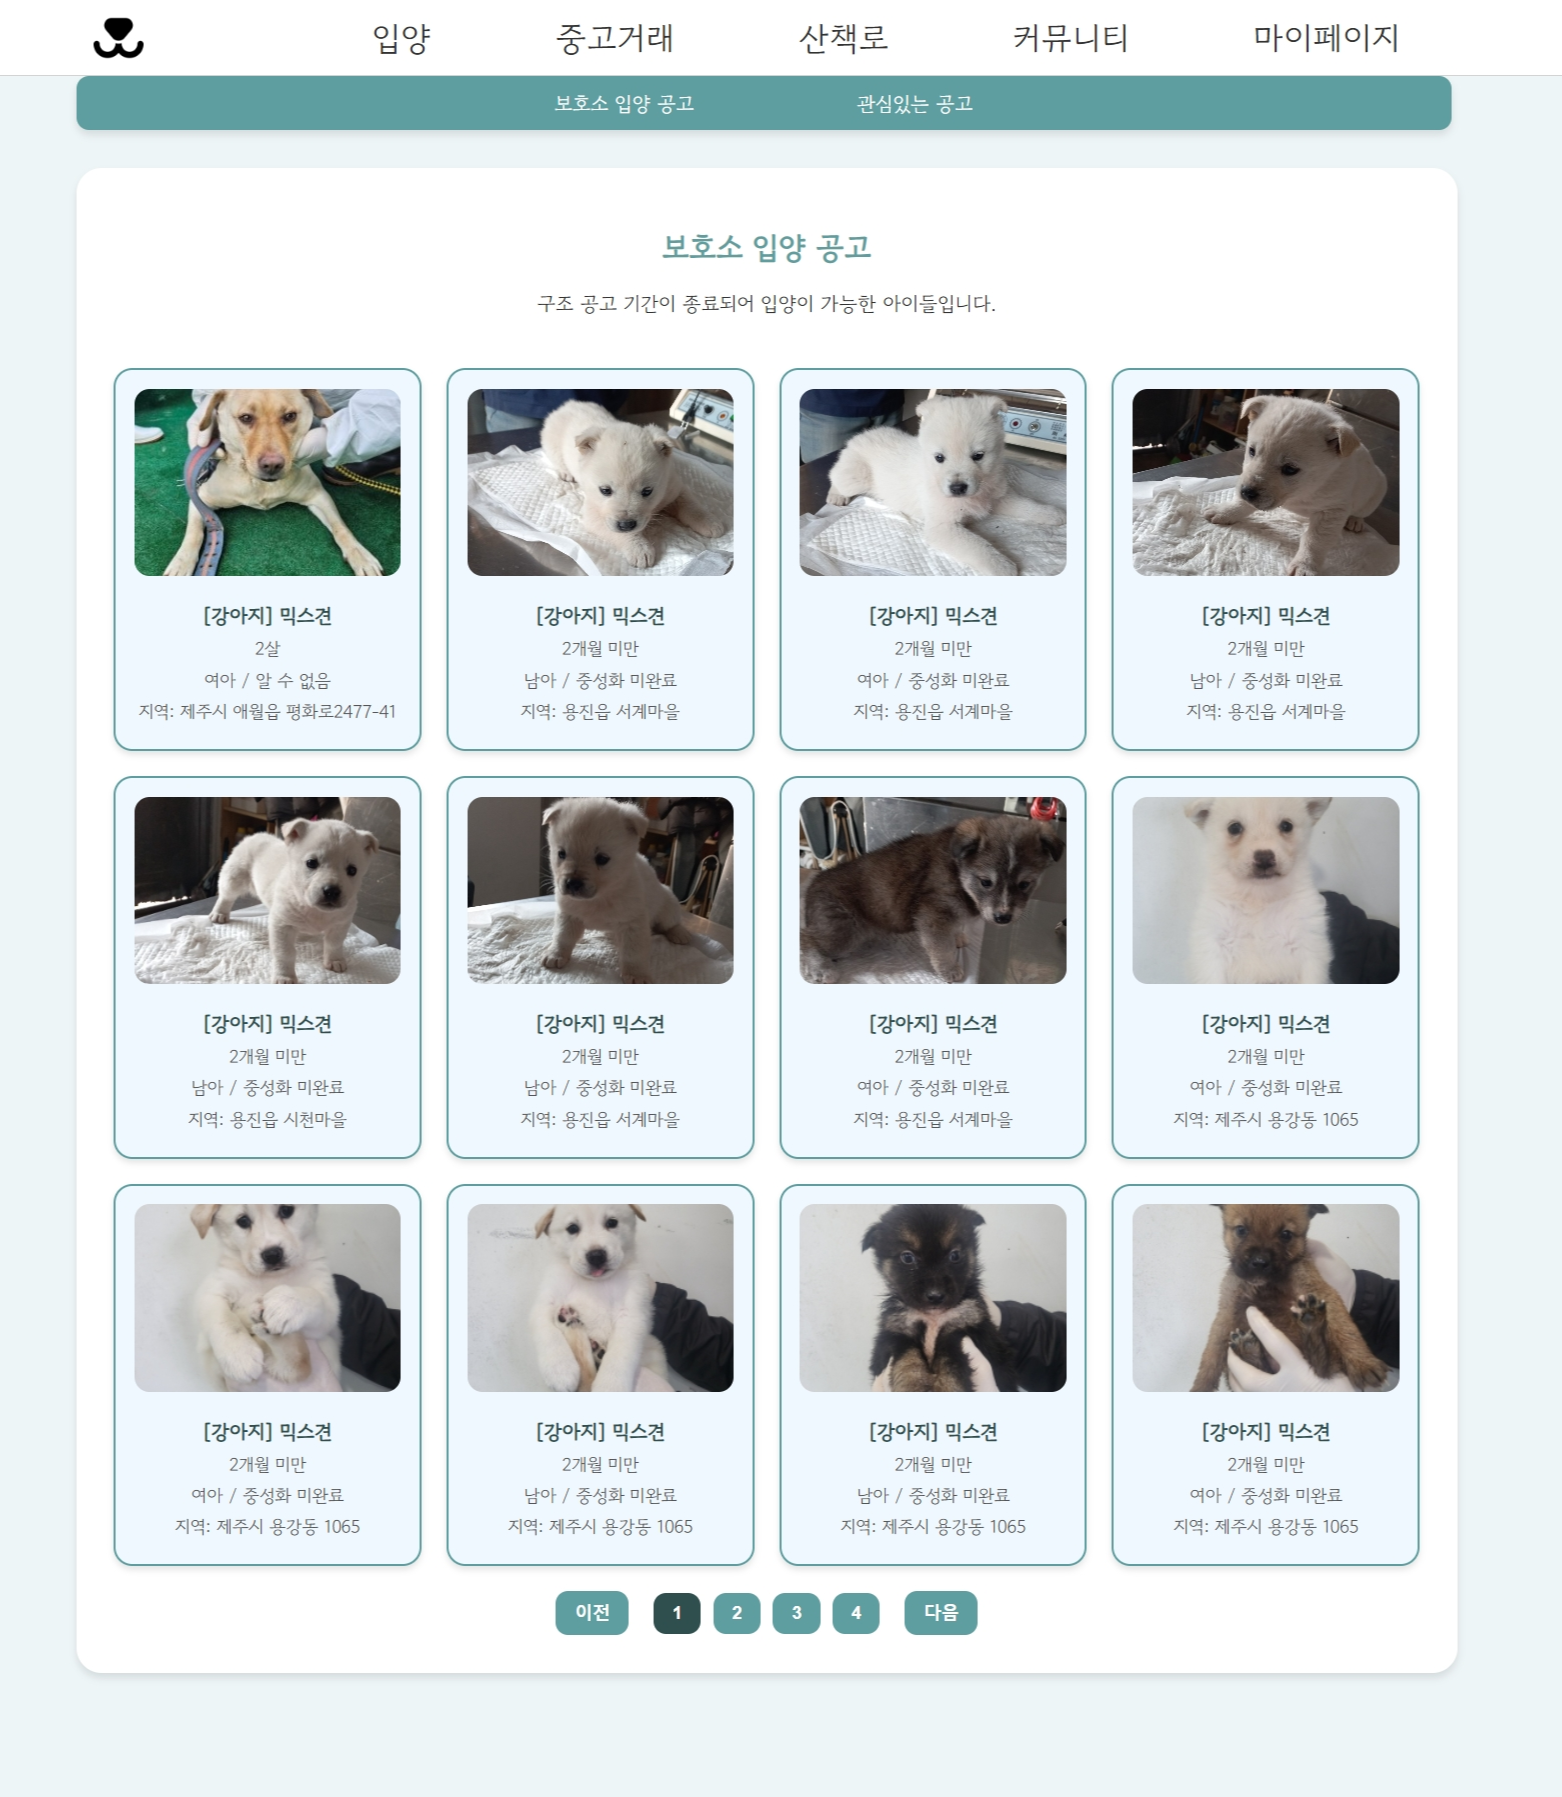 입양 중고거래 산책로 커뮤니티 마이페이지
보호소 입양 공고 관심있는 공고
보호소 입양 공고
구조 공고 기간이 종료되어 입양이 가능한 아이들입니다.
[강아지] 믹스견
2살
여아 / 알 수 없음
지역: 제주시 애월읍 평화로2477-41
[강아지] 믹스견
2개월 미만
남아 / 중성화 미완료
지역: 용진읍 서계마을
[강아지] 믹스견
2개월 미만
여아 / 중성화 미완료
지역: 용진읍 서계마을
[강아지] 믹스견
2개월 미만
남아 / 중성화 미완료
지역: 용진읍 서계마을
[강아지] 믹스견
2개월 미만
남아 / 중성화 미완료
지역: 용진읍 시천마을
[강아지] 믹스견
2개월 미만
남아 / 중성화 미완료
지역: 용진읍 서계마을
[강아지] 믹스견
2개월 미만
여아 / 중성화 미완료
지역: 용진읍 서계마을
[강아지] 믹스견
2개월 미만
여아 / 중성화 미완료
지역: 제주시 용강동 1065
[강아지] 믹스견
2개월 미만
여아 / 중성화 미완료
지역: 제주시 용강동 1065
[강아지] 믹스견
2개월 미만
남아 / 중성화 미완료
지역: 제주시 용강동 1065
[강아지] 믹스견
2개월 미만
남아 / 중성화 미완료
지역: 제주시 용강동 1065
[강아지] 믹스견
2개월 미만
여아 / 중성화 미완료
지역: 제주시 용강동 1065
이전 1 2 3 4 다음